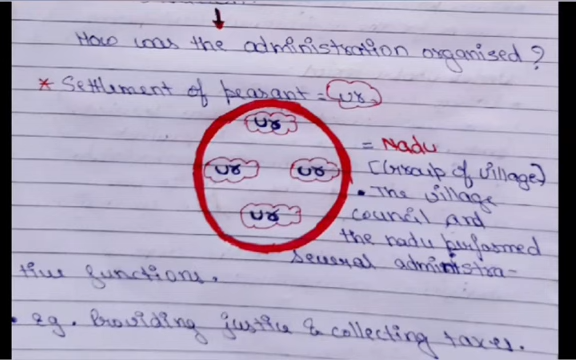 How was the administration organised?
* Settlement of peasant = ur
ur
= Nadu
ur ur
(Group of village)
• The village
ur
council and
the nadu performed
several administra-
tive functions.
• eg. Providing justice & collecting taxes.